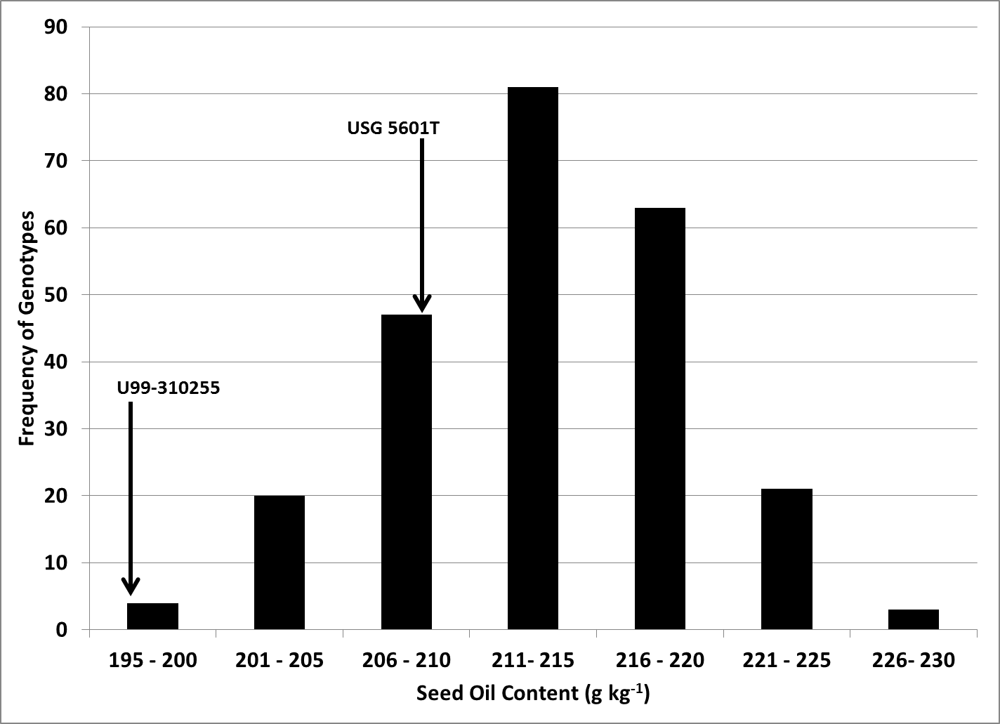 90
80
70
60
50
40
30
20
10
0
Frequency of Genotypes
USG 5601T
U99-310255
195 - 200 201 - 205 206 - 210 211- 215 216 - 220 221 - 225 226- 230
Seed Oil Content (g kg-1)